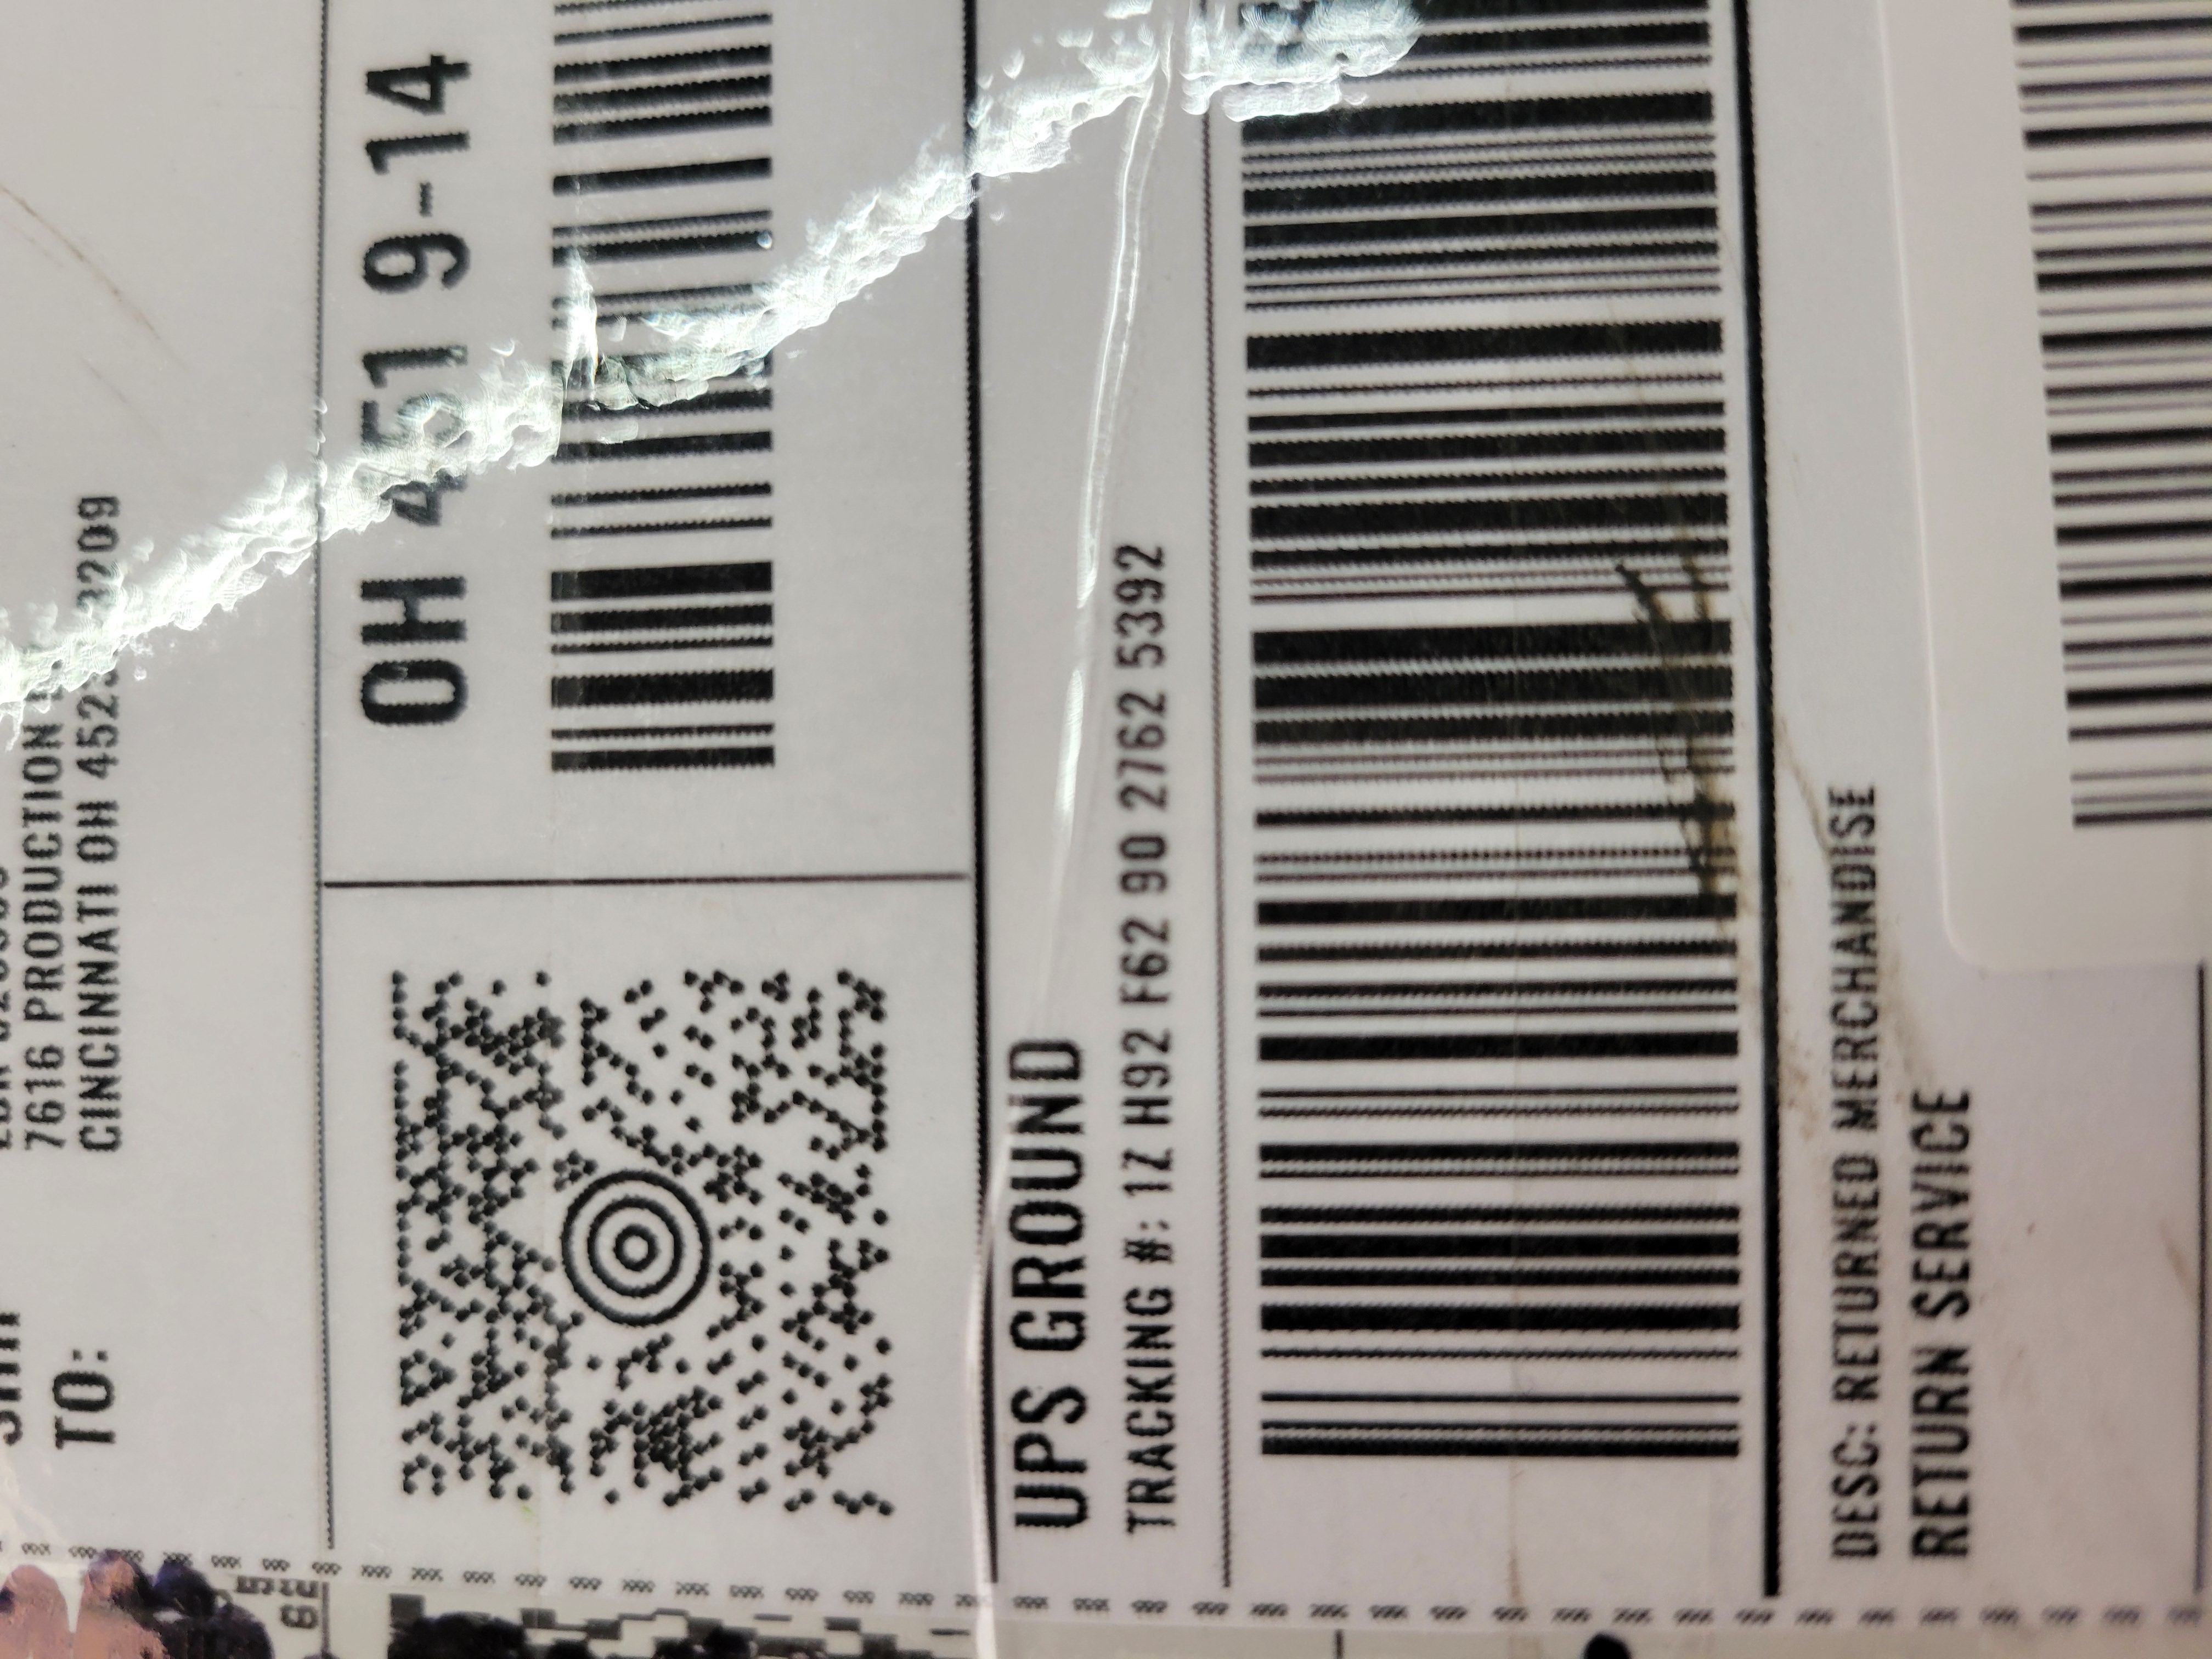 7616 PRODUCTION
CINCINNATI OH
TO:
OH 451 9-14
UPS GROUND
TRACKING #: 1Z H92 F62 90 2762 5392
DESC: RETURNED MERCHANDISE
RETURN SERVICE